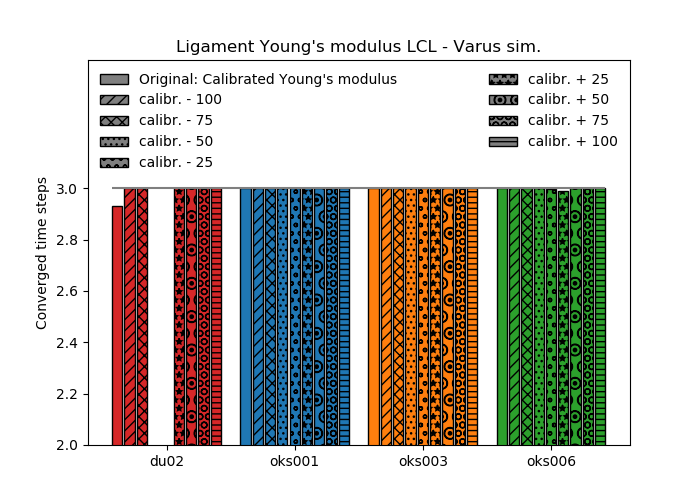 Ligament Young's modulus LCL - Varus sim.
Original: Calibrated Young's modulus
calibr. - 100
calibr. - 75
calibr. - 50
calibr. - 25
calibr. + 25
calibr. + 50
calibr. + 75
calibr. + 100
Converged time steps
3.0
2.8
2.6
2.4
2.2
2.0
du02
oks001
oks003
oks006